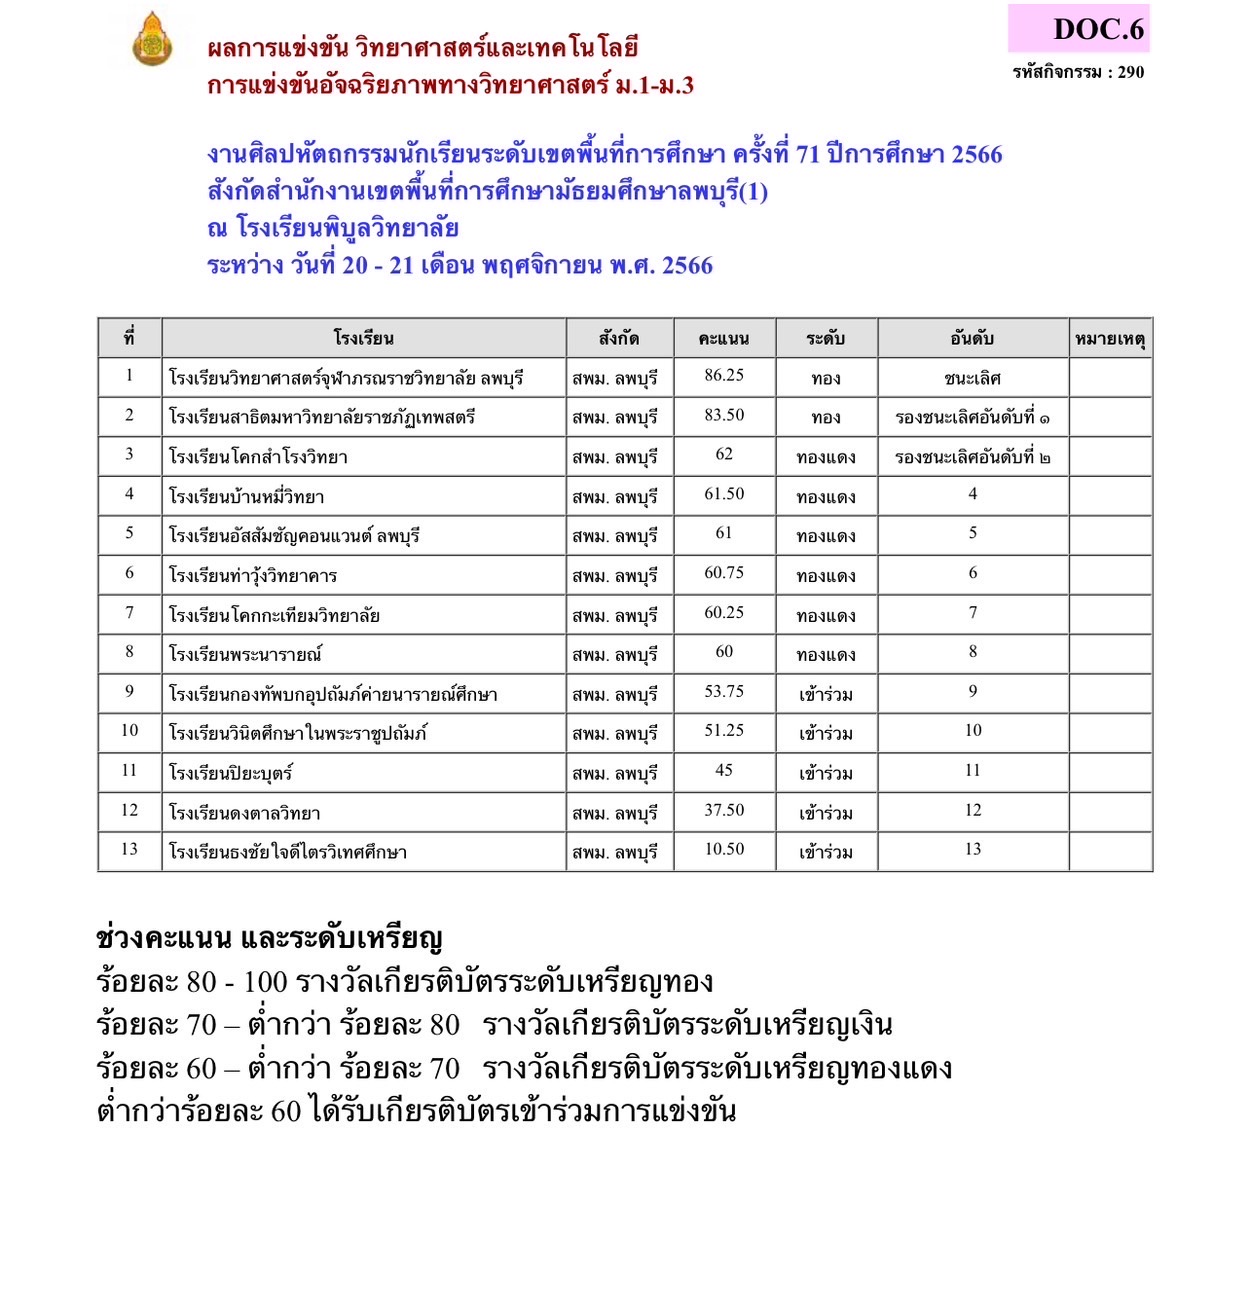 DOC.6
รหัสกิจกรรม : 290
ผลการแข่งขัน วิทยาศาสตร์และเทคโนโลยี
การแข่งขันอัจฉริยภาพทางวิทยาศาสตร์ ม.1-ม.3
งานศิลปหัตถกรรมนักเรียนระดับเขตพื้นที่การศึกษา ครั้งที่ 71 ปีการศึกษา 2566
สังกัดสำนักงานเขตพื้นที่การศึกษามัธยมศึกษาลพบุรี(1)
ณ โรงเรียนพิบูลวิทยาลัย
ระหว่าง วันที่ 20 - 21 เดือน พฤศจิกายน พ.ศ. 2566
ที่ โรงเรียน สังกัด คะแนน ระดับ อันดับ หมายเหตุ
1 โรงเรียนวิทยาศาสตร์จุฬาภรณราชวิทยาลัย ลพบุรี สพม. ลพบุรี 86.25 ทอง ชนะเลิศ
2 โรงเรียนสาธิตมหาวิทยาลัยราชภัฏเทพสตรี สพม. ลพบุรี 83.50 ทอง รองชนะเลิศอันดับที่ ๑
3 โรงเรียนโคกสำโรงวิทยา สพม. ลพบุรี 62 ทองแดง รองชนะเลิศอันดับที่ ๒
4 โรงเรียนบ้านหมี่วิทยา สพม. ลพบุรี 61.50 ทองแดง 4
5 โรงเรียนอัสสัมชัญคอนแวนต์ ลพบุรี สพม. ลพบุรี 61 ทองแดง 5
6 โรงเรียนท่าวุ้งวิทยาคาร สพม. ลพบุรี 60.75 ทองแดง 6
7 โรงเรียนโคกกะเทียมวิทยาลัย สพม. ลพบุรี 60.25 ทองแดง 7
8 โรงเรียนพระนารายณ์ สพม. ลพบุรี 60 ทองแดง 8
9 โรงเรียนกองทัพบกอุปถัมภ์ค่ายนารายณ์ศึกษา สพม. ลพบุรี 53.75 เข้าร่วม 9
10 โรงเรียนวินิตศึกษาในพระราชูปถัมภ์ สพม. ลพบุรี 51.25 เข้าร่วม 10
11 โรงเรียนปิยะบุตร์ สพม. ลพบุรี 45 เข้าร่วม 11
12 โรงเรียนดงตาลวิทยา สพม. ลพบุรี 37.50 เข้าร่วม 12
13 โรงเรียนธงชัยใจดีไตรวิเทศศึกษา สพม. ลพบุรี 10.50 เข้าร่วม 13
ช่วงคะแนน และระดับเหรียญ
ร้อยละ 80 - 100 รางวัลเกียรติบัตรระดับเหรียญทอง
ร้อยละ 70 – ต่ำกว่า ร้อยละ 80 รางวัลเกียรติบัตรระดับเหรียญเงิน
ร้อยละ 60 – ต่ำกว่า ร้อยละ 70 รางวัลเกียรติบัตรระดับเหรียญทองแดง
ต่ำกว่าร้อยละ 60 ได้รับเกียรติบัตรเข้าร่วมการแข่งขัน